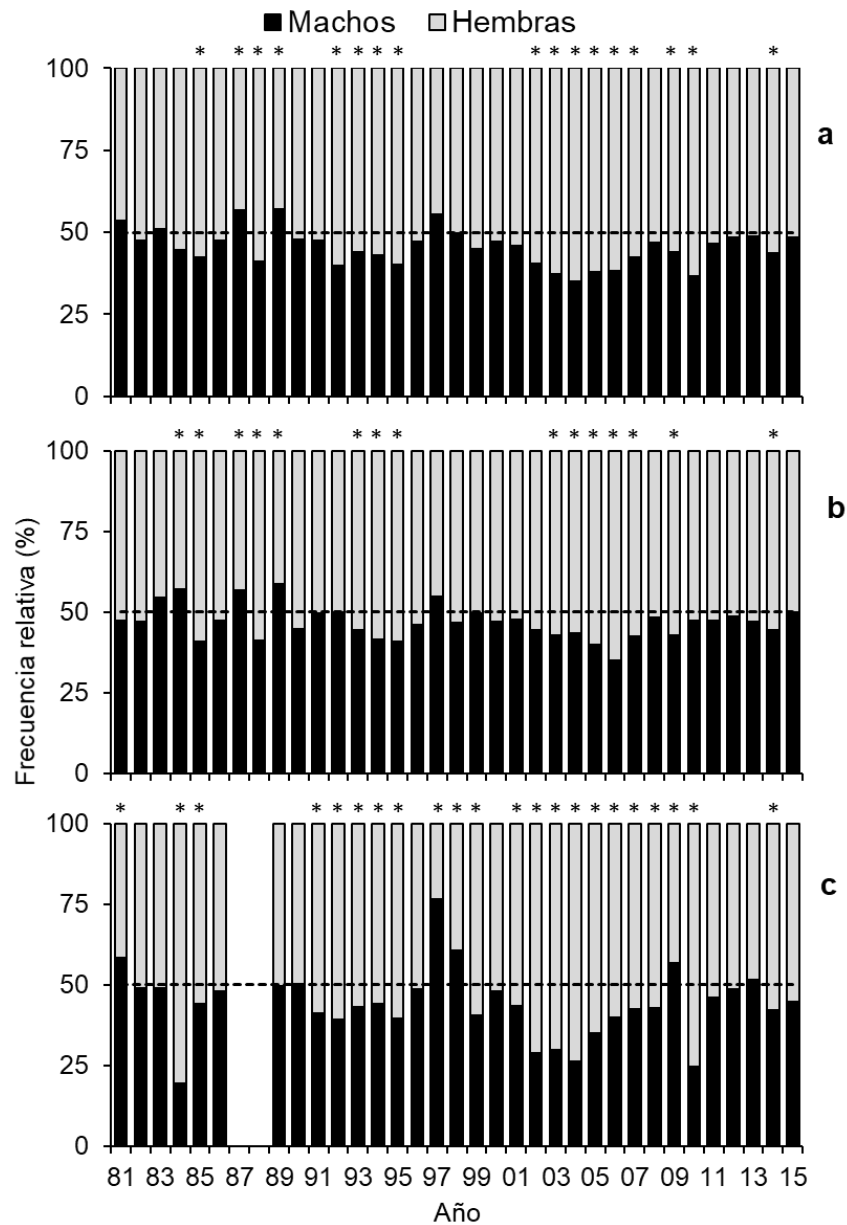 Machos Hembras
* * * * * * * * * * * * * * * * *
100
75
50
25
0
a
* * * * * * * * * * * * * * *
100
75
50
25
0
b
Frecuencia relativa (%)
* * * * * * * * * * * * * * * * * * * * * * *
100
75
50
25
0
c
81 83 85 87 89 91 93 95 97 99 01 03 05 07 09 11 13 15
Año